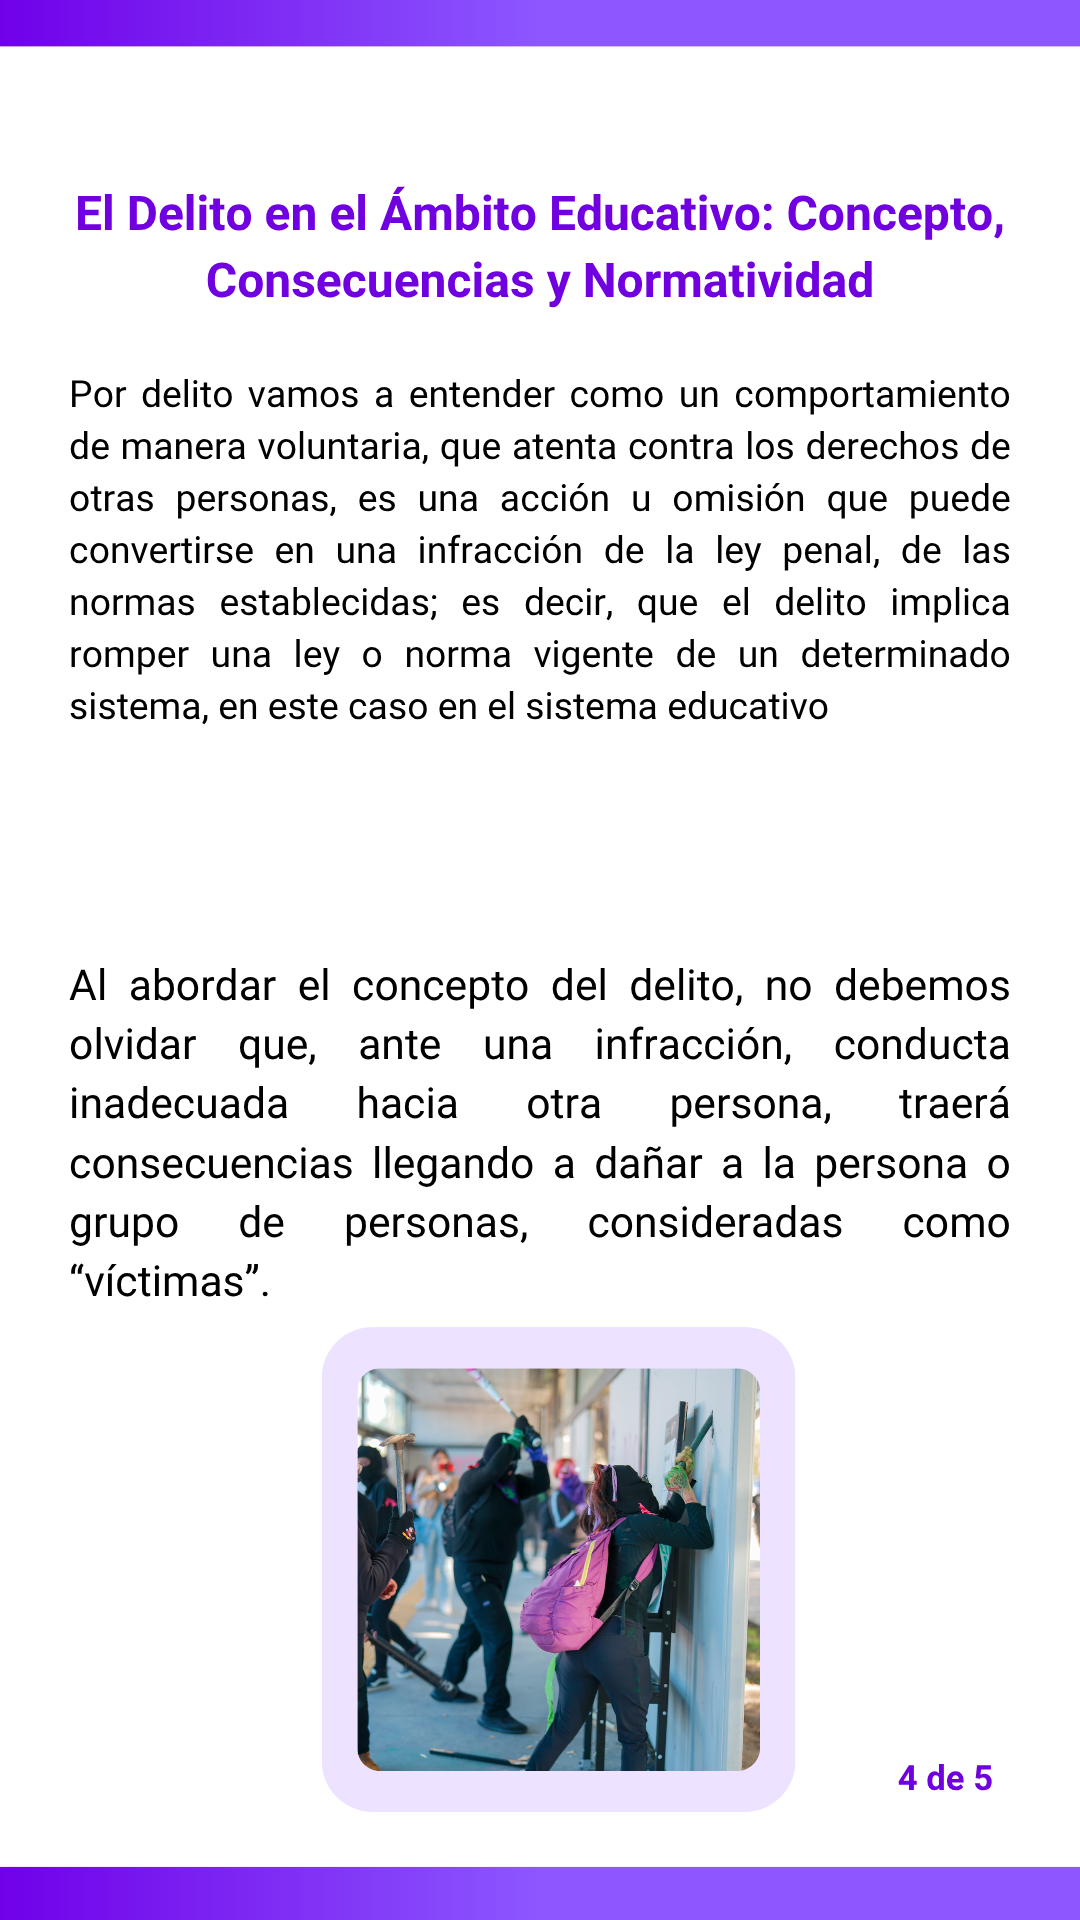 El Delito en el Ámbito Educativo: Concepto,
Consecuencias y Normatividad
Por delito vamos a entender como un comportamiento
de manera voluntaria, que atenta contra los derechos de
otras personas, es una acción u omisión que puede
convertirse en una infracción de la ley penal, de las
normas establecidas; es decir, que el delito implica
romper una ley o norma vigente de un determinado
sistema, en este caso en el sistema educativo
Al abordar el concepto del delito, no debemos
olvidar que, ante una infracción, conducta
inadecuada hacia otra persona, traerá
consecuencias llegando a dañar a la persona o
grupo de personas, consideradas como
“víctimas”.
4 de 5